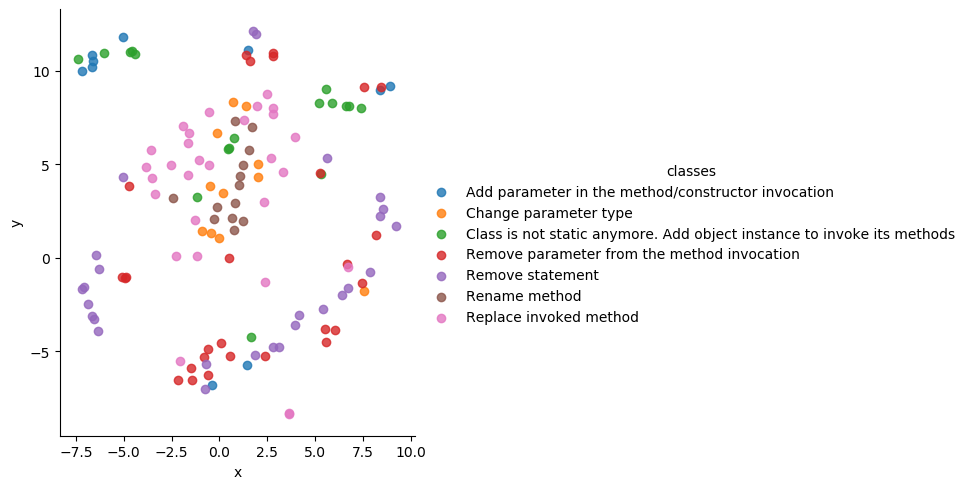 y
10
5
0
−5
−7.5 −5.0 −2.5 0.0 2.5 5.0 7.5 10.0
x
classes
Add parameter in the method/constructor invocation
Change parameter type
Class is not static anymore. Add object instance to invoke its methods
Remove parameter from the method invocation
Remove statement
Rename method
Replace invoked method